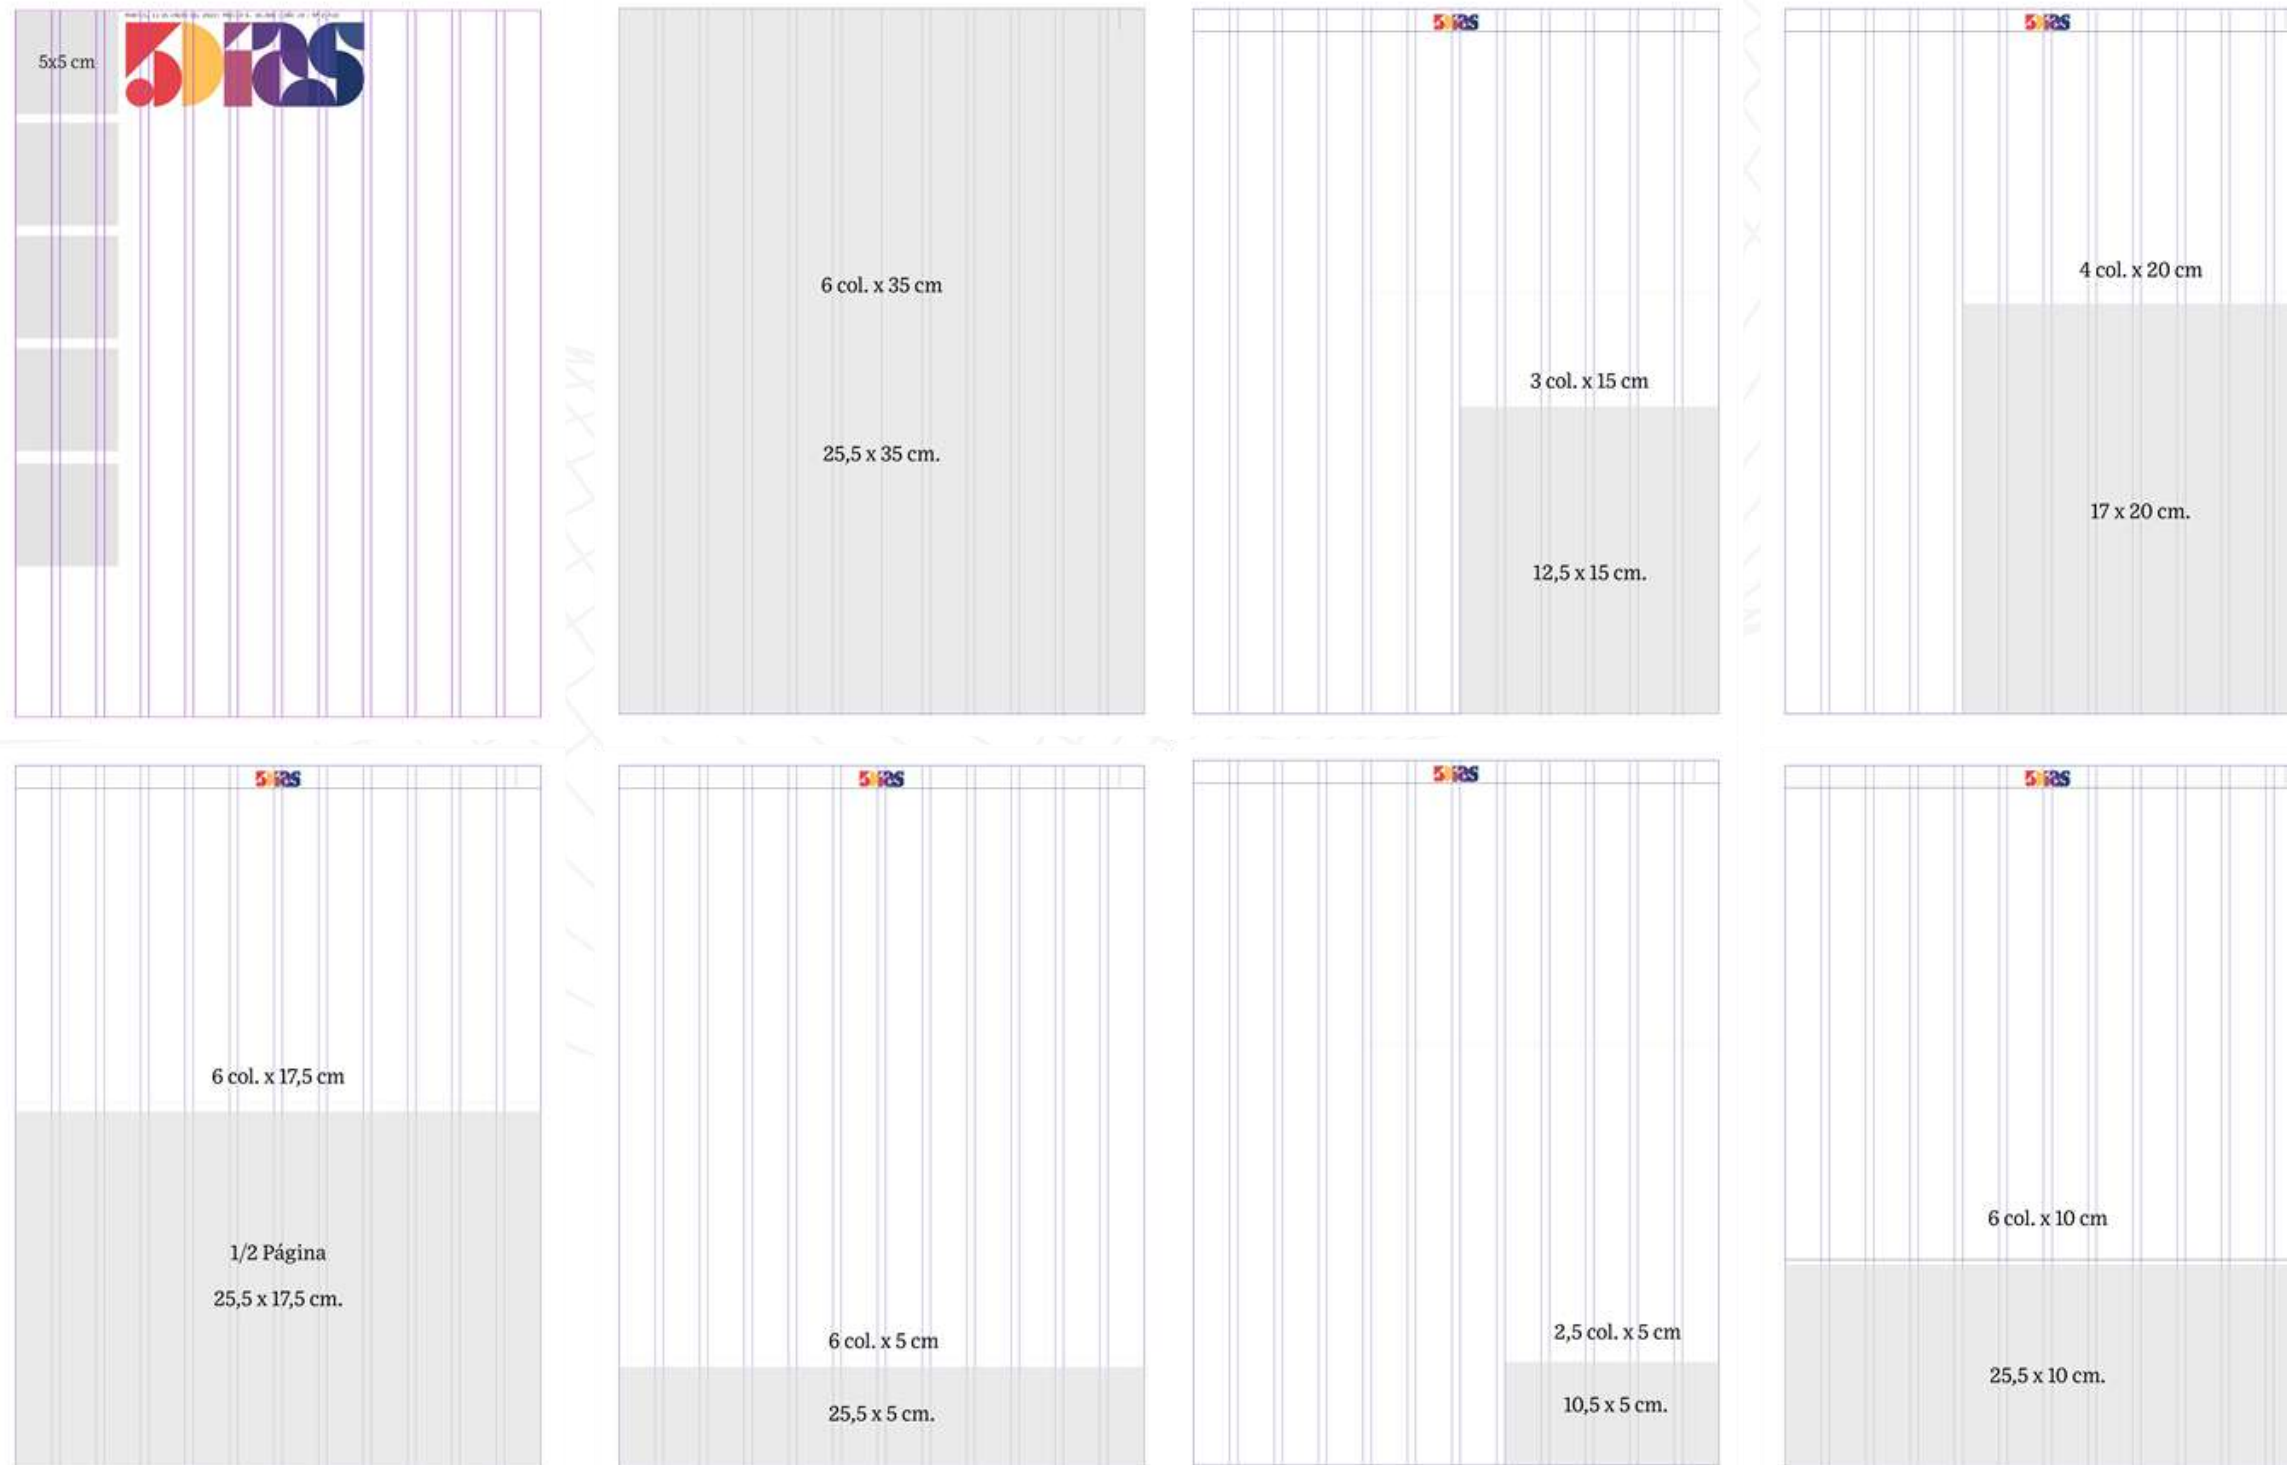 5x5 cm
5Días
6 col. x 35 cm
25,5 x 35 cm.
5Días
3 col. x 15 cm
12,5 x 15 cm.
5Días
4 col. x 20 cm
17 x 20 cm.
5Días
6 col. x 17,5 cm
1/2 Página
25,5 x 17,5 cm.
5Días
6 col. x 5 cm
25,5 x 5 cm.
5Días
2,5 col. x 5 cm
10,5 x 5 cm.
5Días
6 col. x 10 cm
25,5 x 10 cm.